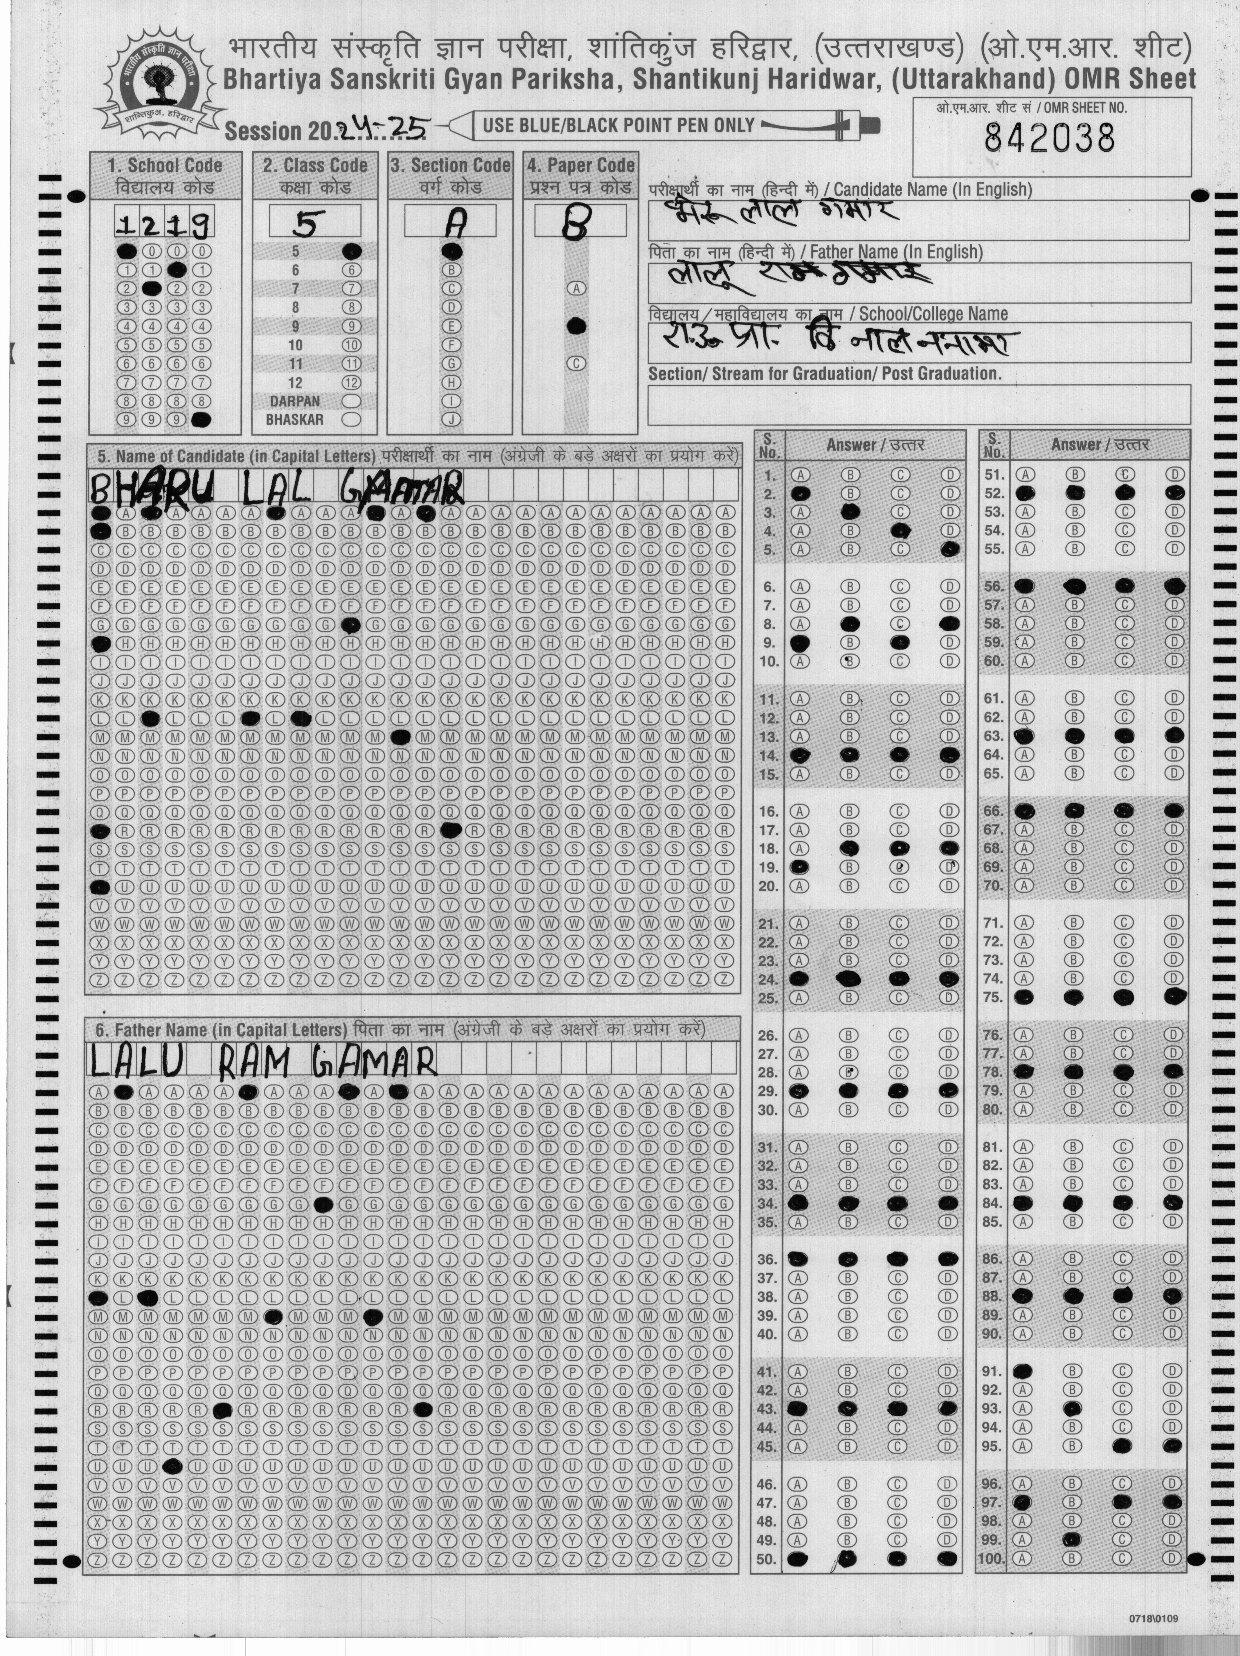 भारतीय संस्कृति ज्ञान परीक्षा, शांतिकुंज हरिद्वार, (उत्तराखण्ड) (ओ.एम.आर. शीट)
Bhartiya Sanskriti Gyan Pariksha, Shantikunj Haridwar, (Uttarakhand) OMR Sheet
Session 2024-25
USE BLUE/BLACK POINT PEN ONLY
ओ.एम.आर. शीट सं / OMR SHEET NO.
842038
1. School Code
विद्यालय कोड
1219
2. Class Code
कक्षा कोड
5
5
6
7
8
9
10
11
12
DARPAN
BHASKAR
3. Section Code
वर्ग कोड
A
4. Paper Code
प्रश्न पत्र कोड
B
परीक्षार्थी का नाम (हिन्दी में) / Candidate Name (In English)
भेरू लाल गमार
पिता का नाम (हिन्दी में) / Father Name (In English)
लालू राम गमार
विद्यालय/महाविद्यालय का नाम / School/College Name
रा.उ. प्रा. वि
Section/ Stream for Graduation/ Post Graduation.
5. Name of Candidate (in Capital Letters) परीक्षार्थी का नाम (अंग्रेजी के बड़े अक्षरों का प्रयोग करें)
BHARU LAL GAMAR
6. Father Name (in Capital Letters) पिता का नाम (अंग्रेजी के बड़े अक्षरों का प्रयोग करें)
LALU RAM GAMAR
S. No. Answer / उत्तर
S. No. Answer / उत्तर
0718\0109